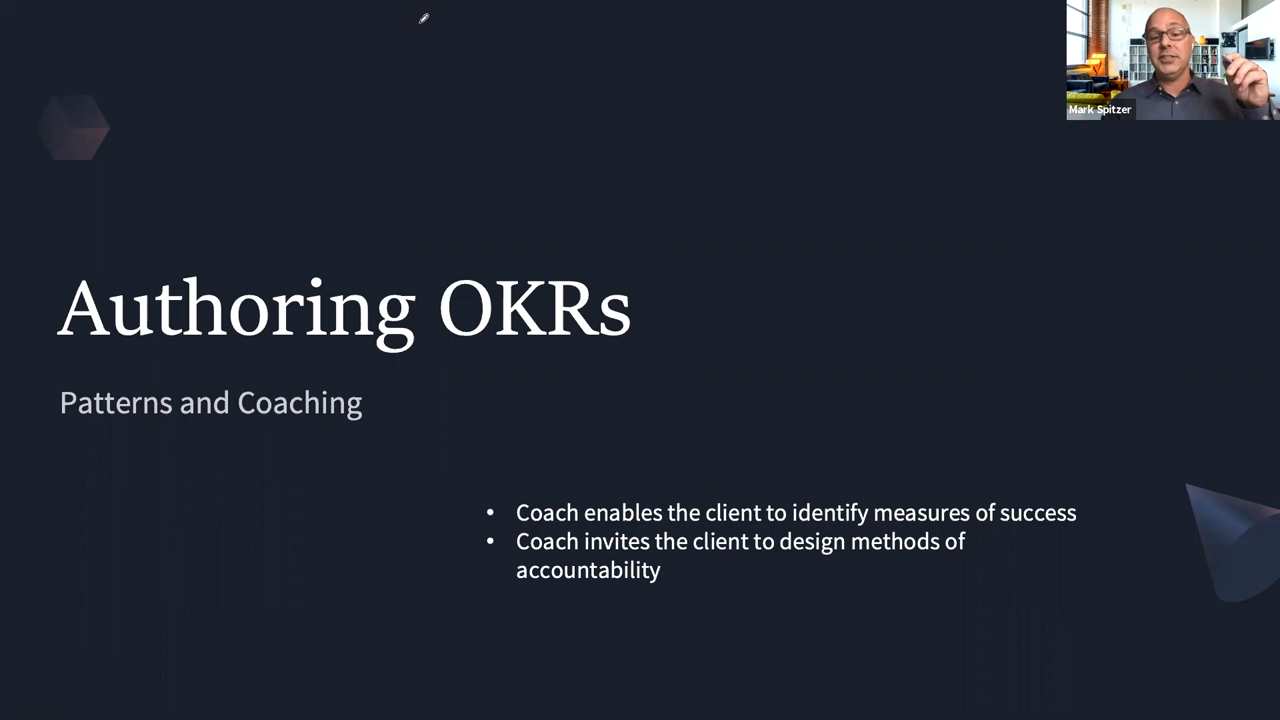 Mark Spitzer
Authoring OKRs
Patterns and Coaching
• Coach enables the client to identify measures of success
• Coach invites the client to design methods of
accountability